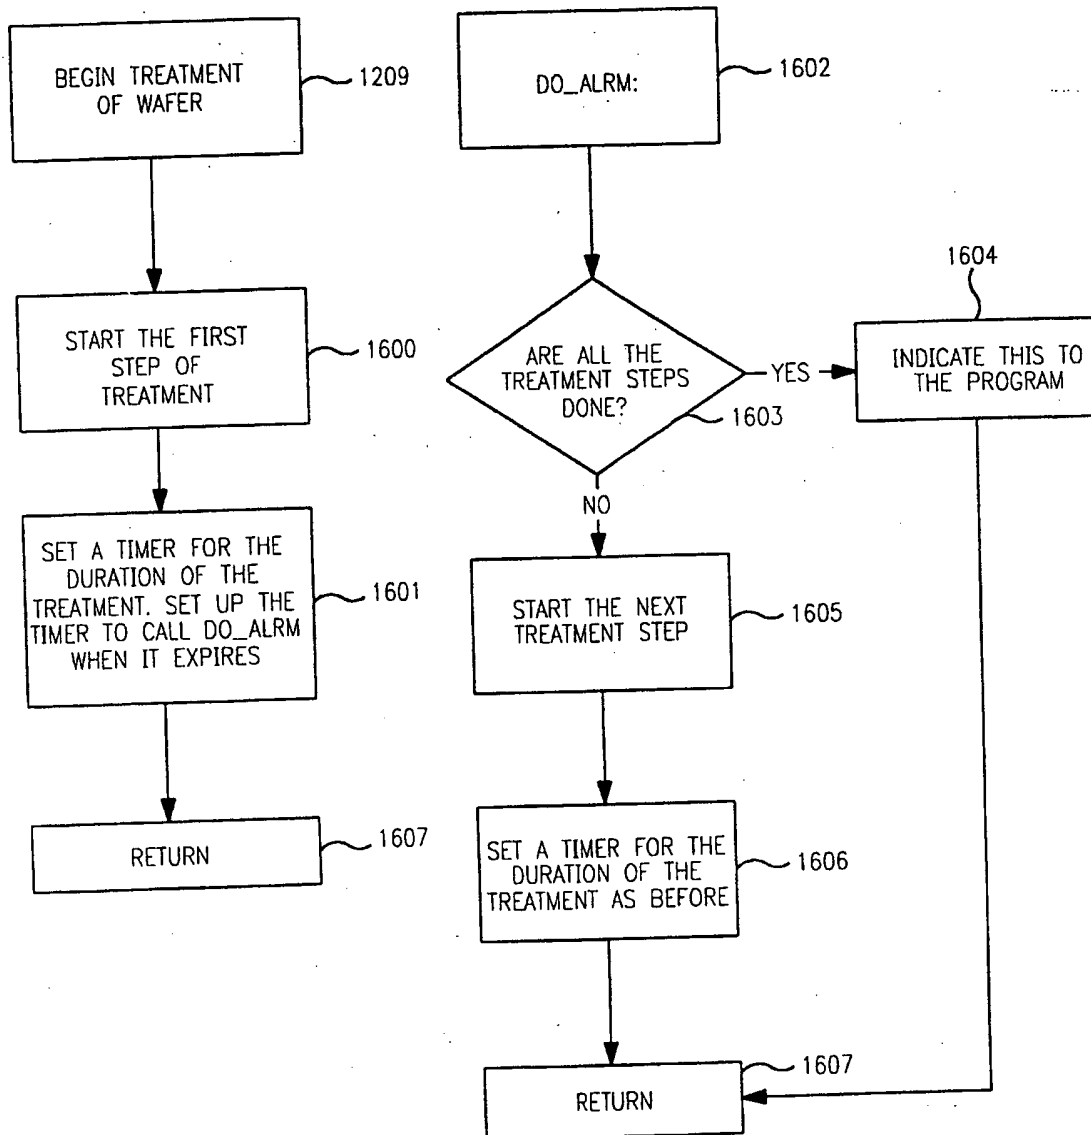 BEGIN TREATMENT
OF WAFER
1209
START THE FIRST
STEP OF
TREATMENT
1600
SET A TIMER FOR THE
DURATION OF THE
TREATMENT. SET UP THE
TIMER TO CALL DO_ALRM
WHEN IT EXPIRES
1601
RETURN
1607
DO_ALRM:
1602
ARE ALL THE
TREATMENT STEPS
DONE?
1603
YES
1604
INDICATE THIS TO
THE PROGRAM
NO
START THE NEXT
TREATMENT STEP
1605
SET A TIMER FOR THE
DURATION OF THE
TREATMENT AS BEFORE
1606
RETURN
1607